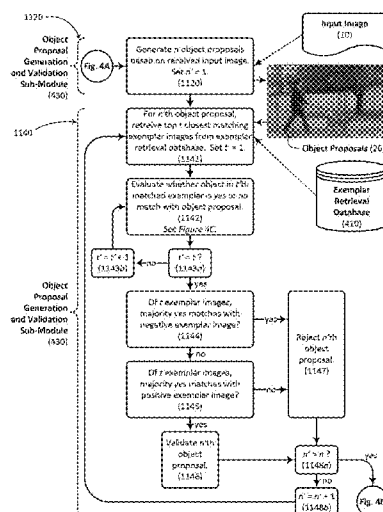 1120
Object
Proposal
Generation
and Validation
Sub-Module
(430)
Fig. 4A
Generate n object proposals
based on received input image.
Set n' = 1.
(1120)
Input Image
(10)
1140
For n'th object proposal,
retrieve top t closest matching
exemplar images from exemplar
retrieval database. Set t' = 1.
(1141)
Object Proposals (20)
Exemplar
Retrieval
Database
(410)
Evaluate whether object in t'th
matched exemplar is yes or no
match with object proposal.
(1142)
See Figure 4C.
t' = t'+1
(1143b)
no
t' = t ?
(1143a)
yes
Object
Proposal
Generation
and Validation
Sub-Module
(430)
Of t exemplar images,
majority yes matches with
negative exemplar image?
(1144)
yes
Reject n'th
object
proposal.
(1147)
no
Of t exemplar images,
majority yes matches with
positive exemplar image?
(1145)
no
yes
Validate n'th
object
proposal.
(1146)
n' = n ?
(1148a)
yes
no
n' = n' + 1
(1148b)